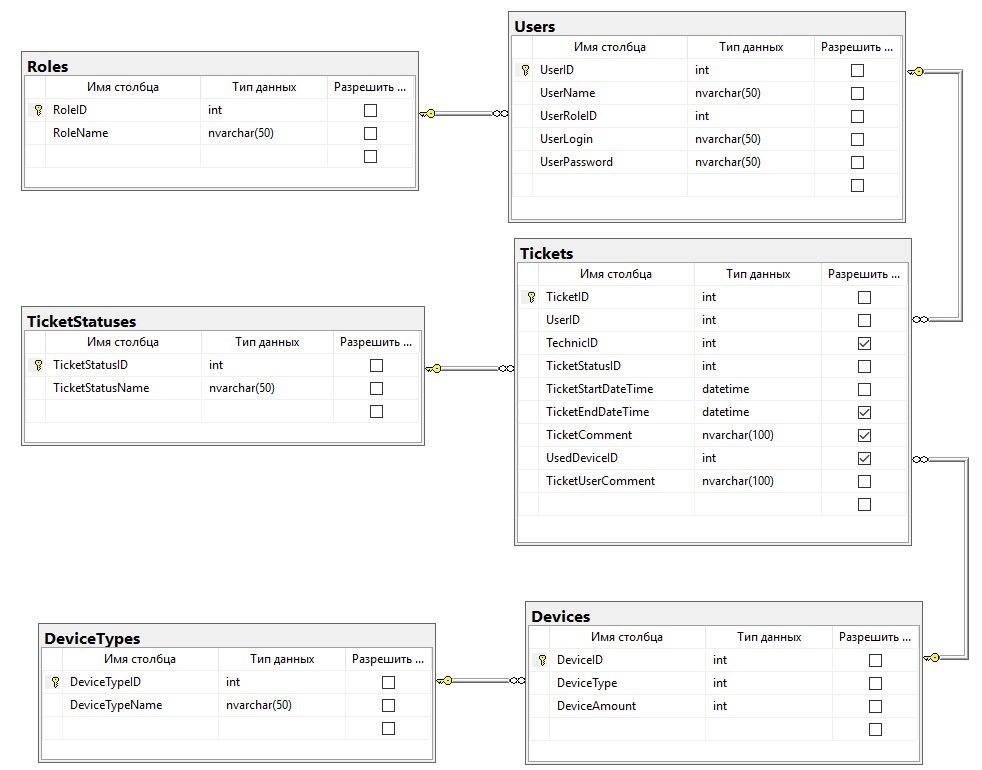 Roles
Имя столбца Тип данных Разрешить ...
RoleID int
RoleName nvarchar(50)
Users
Имя столбца Тип данных Разрешить ...
UserID int
UserName nvarchar(50)
UserRoleID int
UserLogin nvarchar(50)
UserPassword nvarchar(50)
TicketStatuses
Имя столбца Тип данных Разрешить ...
TicketStatusID int
TicketStatusName nvarchar(50)
Tickets
Имя столбца Тип данных Разрешить ...
TicketID int
UserID int
TechnicID int
TicketStatusID int
TicketStartDateTime datetime
TicketEndDateTime datetime
TicketComment nvarchar(100)
UsedDeviceID int
TicketUserComment nvarchar(100)
DeviceTypes
Имя столбца Тип данных Разрешить ...
DeviceTypeID int
DeviceTypeName nvarchar(50)
Devices
Имя столбца Тип данных Разрешить ...
DeviceID int
DeviceType int
DeviceAmount int